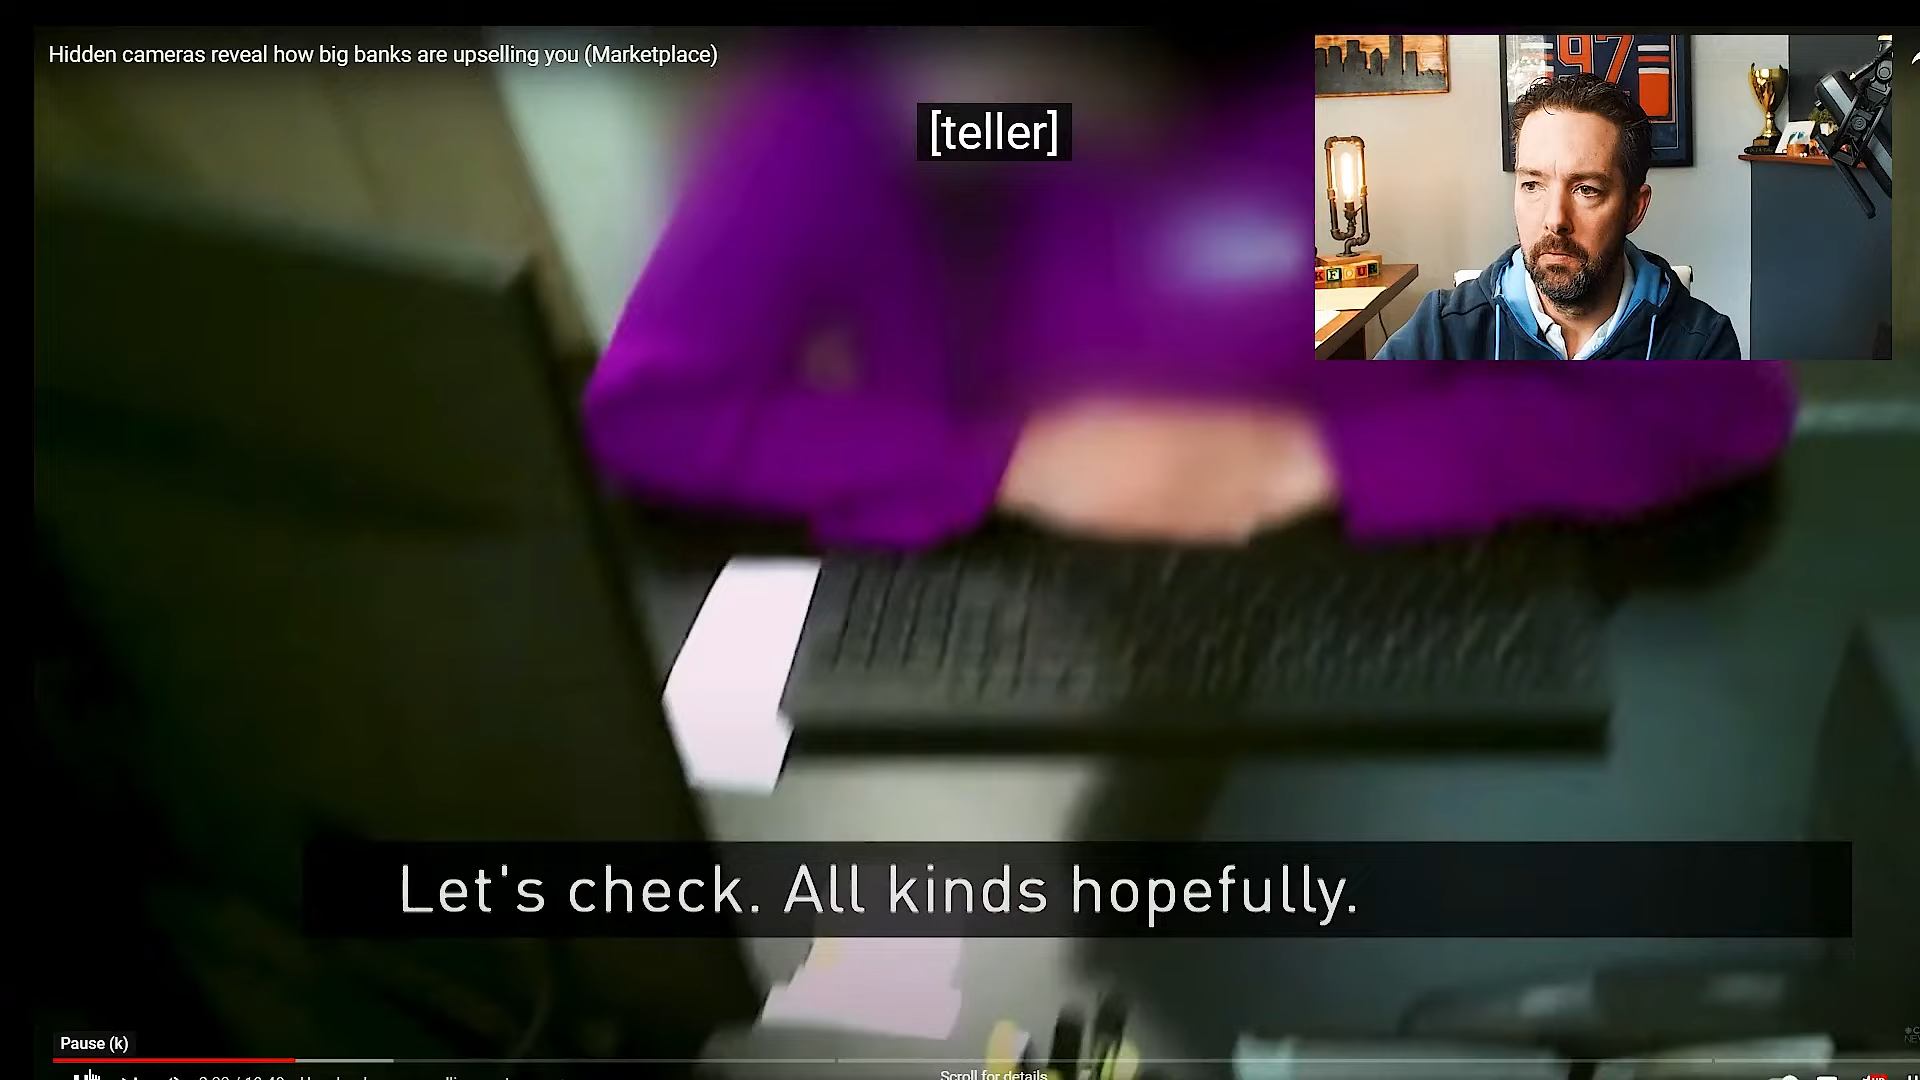 Hidden cameras reveal how big banks are upselling you (Marketplace)
[teller]
97
Let's check. All kinds hopefully.
Pause (k)
Scroll for details